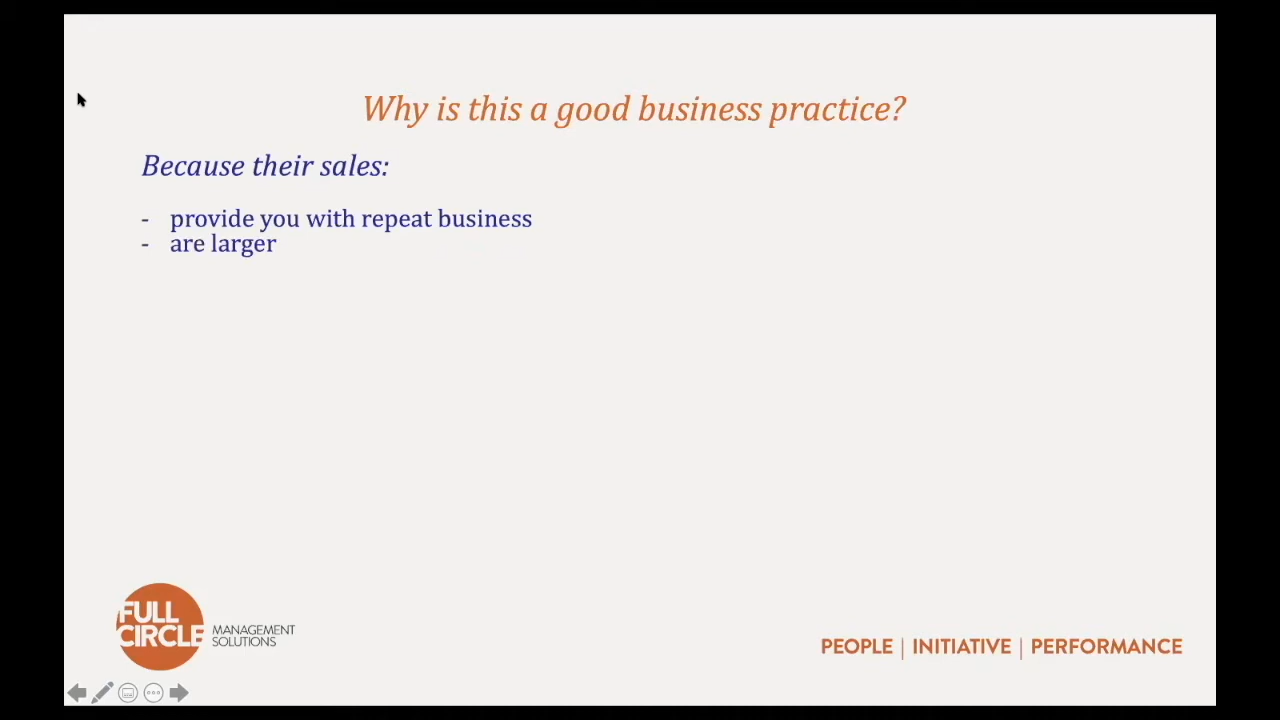 Why is this a good business practice?
Because their sales:
- provide you with repeat business
- are larger
FULL
CIRCLE
MANAGEMENT
SOLUTIONS
PEOPLE | INITIATIVE | PERFORMANCE